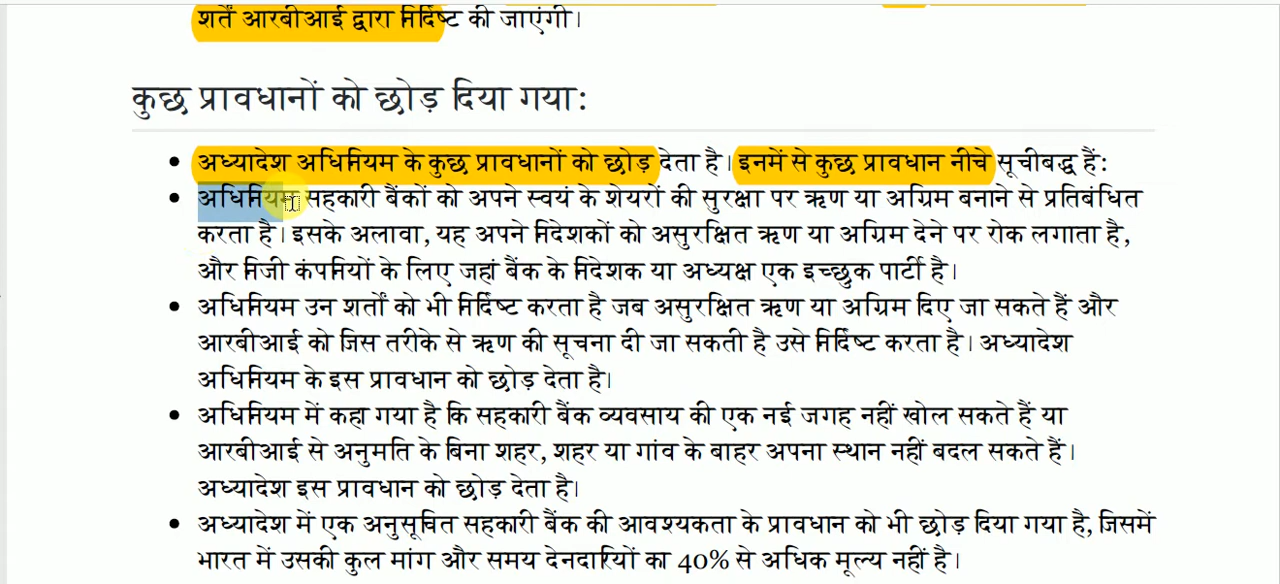 शर्तें आरबीआई द्वारा निर्दिष्ट की जाएंगी।
कुछ प्रावधानों को छोड़ दिया गया:
अध्यादेश अधिनियम के कुछ प्रावधानों को छोड़ देता है। इनमें से कुछ प्रावधान नीचे सूचीबद्ध हैं:
अधिनियम सहकारी बैंकों को अपने स्वयं के शेयरों की सुरक्षा पर ऋण या अग्रिम बनाने से प्रतिबंधित
करता है। इसके अलावा, यह अपने निदेशकों को असुरक्षित ऋण या अग्रिम देने पर रोक लगाता है,
और निजी कंपनियों के लिए जहां बैंक के निदेशक या अध्यक्ष एक इच्छुक पार्टी है।
अधिनियम उन शर्तों को भी निर्दिष्ट करता है जब असुरक्षित ऋण या अग्रिम दिए जा सकते हैं और
आरबीआई को जिस तरीके से ऋण की सूचना दी जा सकती है उसे निर्दिष्ट करता है। अध्यादेश
अधिनियम के इस प्रावधान को छोड़ देता है।
अधिनियम में कहा गया है कि सहकारी बैंक व्यवसाय की एक नई जगह नहीं खोल सकते हैं या
आरबीआई से अनुमति के बिना शहर, शहर या गांव के बाहर अपना स्थान नहीं बदल सकते हैं।
अध्यादेश इस प्रावधान को छोड़ देता है।
अध्यादेश में एक अनुसूचित सहकारी बैंक की आवश्यकता के प्रावधान को भी छोड़ दिया गया है, जिसमें
भारत में उसकी कुल मांग और समय देनदारियों का 40% से अधिक मूल्य नहीं है।